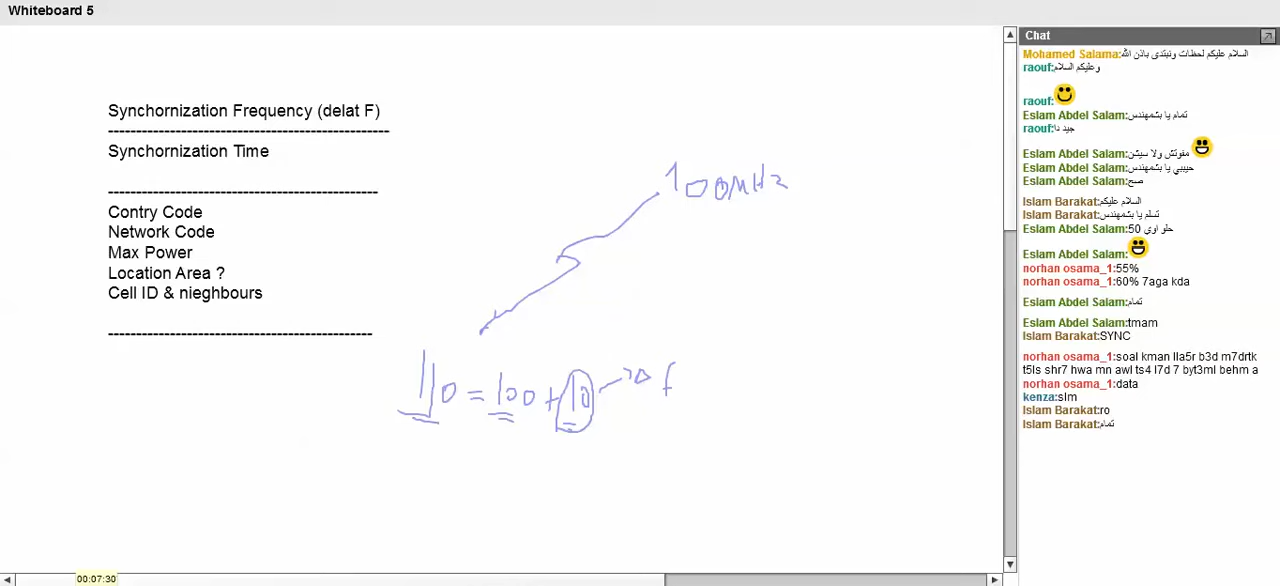 Whiteboard 5
Synchornization Frequency (delat F)
------------------------------------------------
Synchornization Time
----------------------------------------------
Contry Code
Network Code
Max Power
Location Area ?
Cell ID & nieghbours
---------------------------------------------
100MHz
110 = 100 + 10 → Δ f
00:07:30
Chat
Mohamed Salama:السلام عليكم لحظات ونبتدى باذن الله
raouf:وعليكم السلام
raouf:
Eslam Abdel Salam:تمام يا بشمهندس
raouf:جيد دا
Eslam Abdel Salam:مفوتش ولا سيشن
Eslam Abdel Salam:حبيبي يا بشمهندس
Eslam Abdel Salam:صح
Islam Barakat:السلام عليكم
Islam Barakat:تسلم يا بشمهندس
Eslam Abdel Salam:حلو اوي 50
Eslam Abdel Salam:
norhan osama_1:55%
norhan osama_1:60% 7aga kda
Eslam Abdel Salam:تمام
Eslam Abdel Salam:tmam
Islam Barakat:SYNC
norhan osama_1:soal kman lla5r b3d m7drtk
t5ls shr7 hwa mn awl ts4 l7d 7 byt3ml behm a
norhan osama_1:data
kenza:slm
Islam Barakat:ro
Islam Barakat:تمام